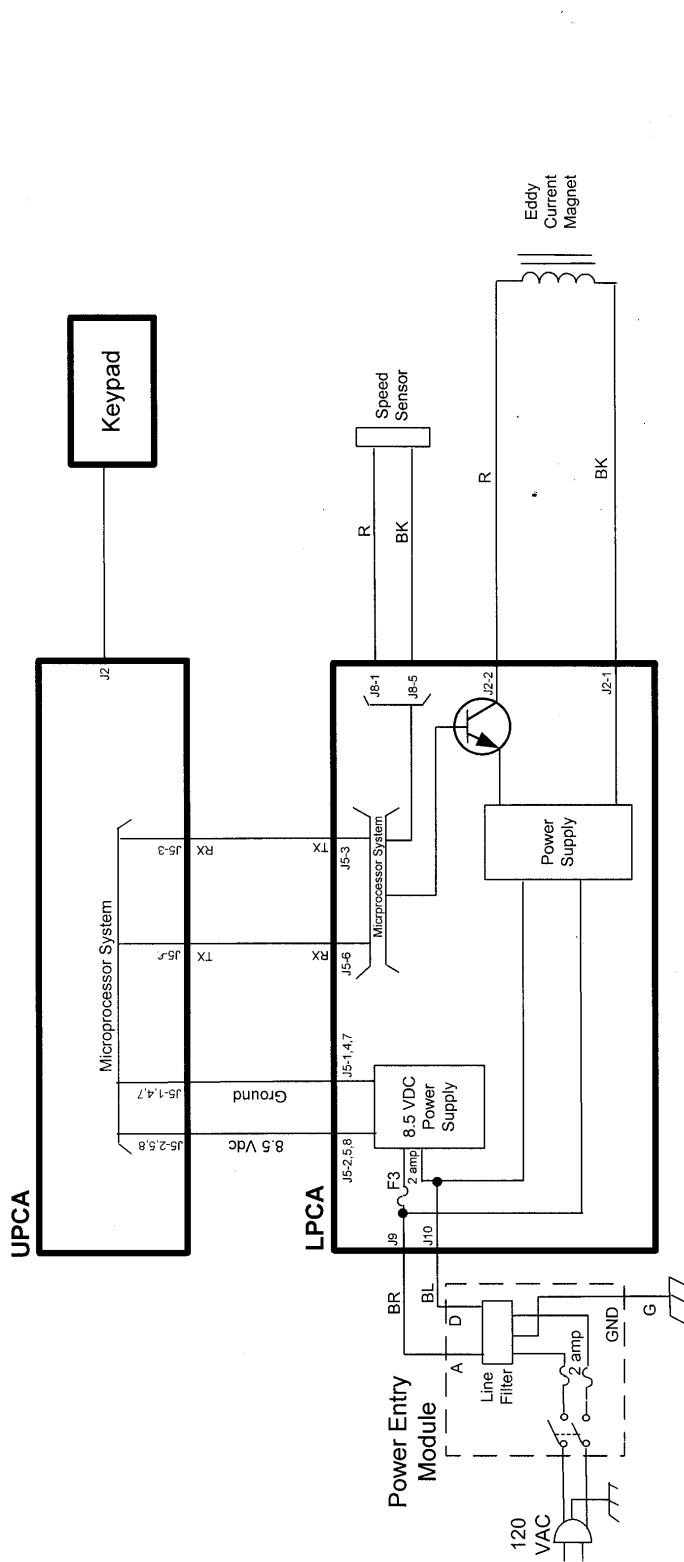 UPCA
Microprocessor System
J2
Keypad
J5-2,5,8
J5-1,4,7
J5-3
8.5 Vdc
Ground
TX
RX
LPCA
J5-2,5,8
J5-1,4,7
RX
J5-6
TX
J5-3
Micrprocessor System
J8-1
J8-5
R
BK
Speed
Sensor
J9
J10
F3
2 amp
8.5 VDC
Power
Supply
Power
Supply
J2-2
J2-1
R
BK
Eddy
Current
Magnet
Power Entry
Module
BR
BL
A
D
Line
Filter
2 amp
GND
G
120
VAC